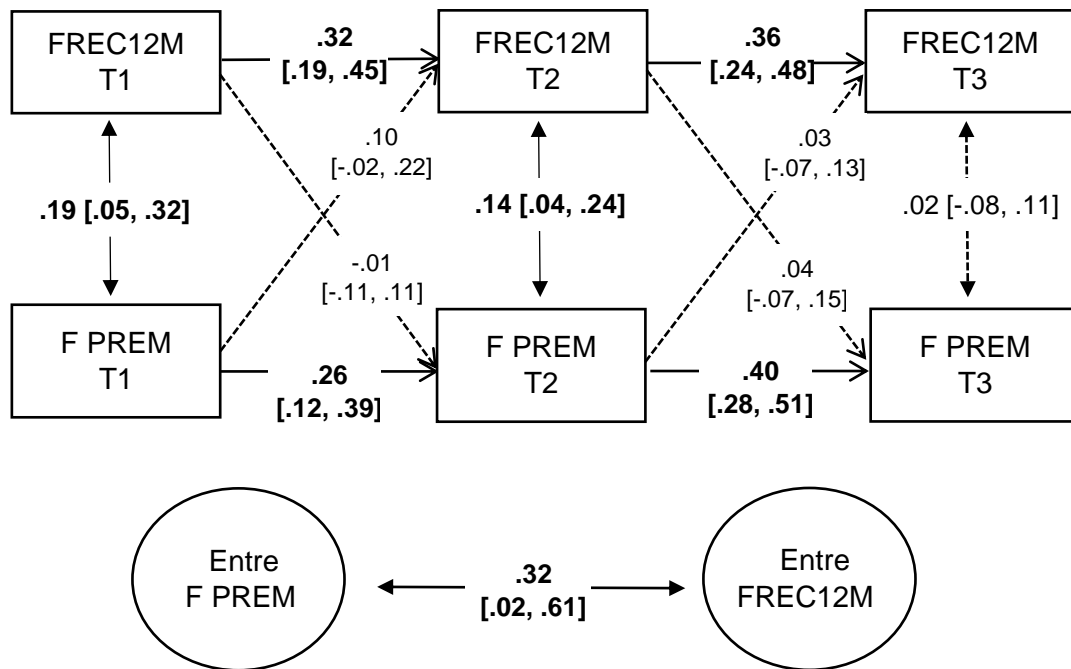 FREC12M
T1
.32
[.19, .45]
FREC12M
T2
.36
[.24, .48]
FREC12M
T3
.10
[-.02, .22]
.03
[-.07, .13]
.19 [.05, .32]
.14 [.04, .24]
.02 [-.08, .11]
-.01
[-.11, .11]
.04
[-.07, .15]
F PREM
T1
.26
[.12, .39]
F PREM
T2
.40
[.28, .51]
F PREM
T3
Entre
F PREM
.32
[.02, .61]
Entre
FREC12M